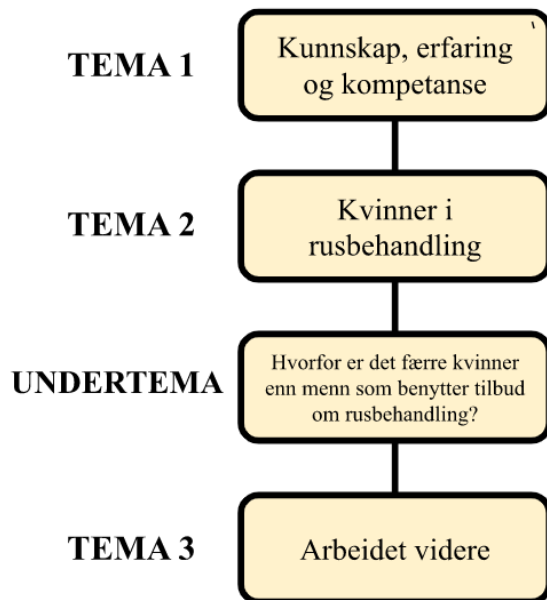 TEMA 1
Kunnskap, erfaring
og kompetanse
TEMA 2
Kvinner i
rusbehandling
UNDERTEMA
Hvorfor er det færre kvinner
enn menn som benytter tilbud
om rusbehandling?
TEMA 3
Arbeidet videre